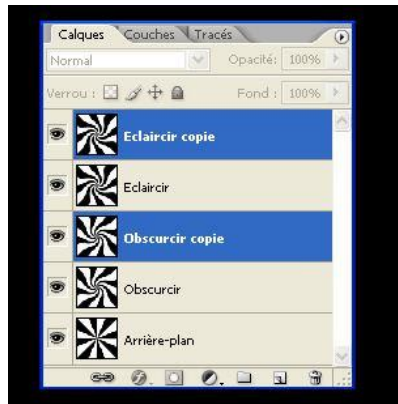 Calques Couches Tracés
Normal Opacité: 100%
Verrou : Fond : 100%
Eclaircir copie
Eclaircir
Obscurcir copie
Obscurcir
Arrière-plan